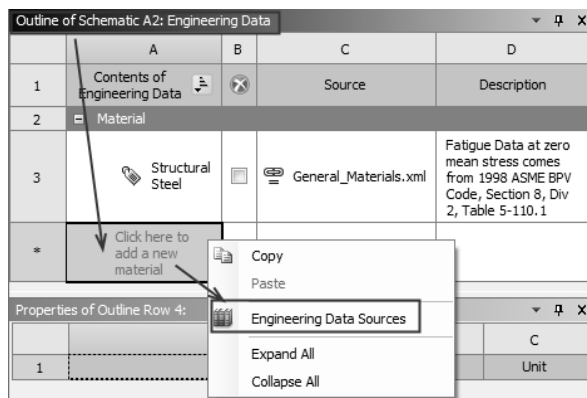 Outline of Schematic A2: Engineering Data
A B C D
1 Contents of Engineering Data Source Description
2 Material
3 Structural Steel General_Materials.xml Fatigue Data at zero
mean stress comes
from 1998 ASME BPV
Code, Section 8, Div
2, Table 5-110.1
* Click here to
add a new
material
Copy
Paste
Engineering Data Sources
Expand All
Collapse All
Properties of Outline Row 4:
C
1 Unit